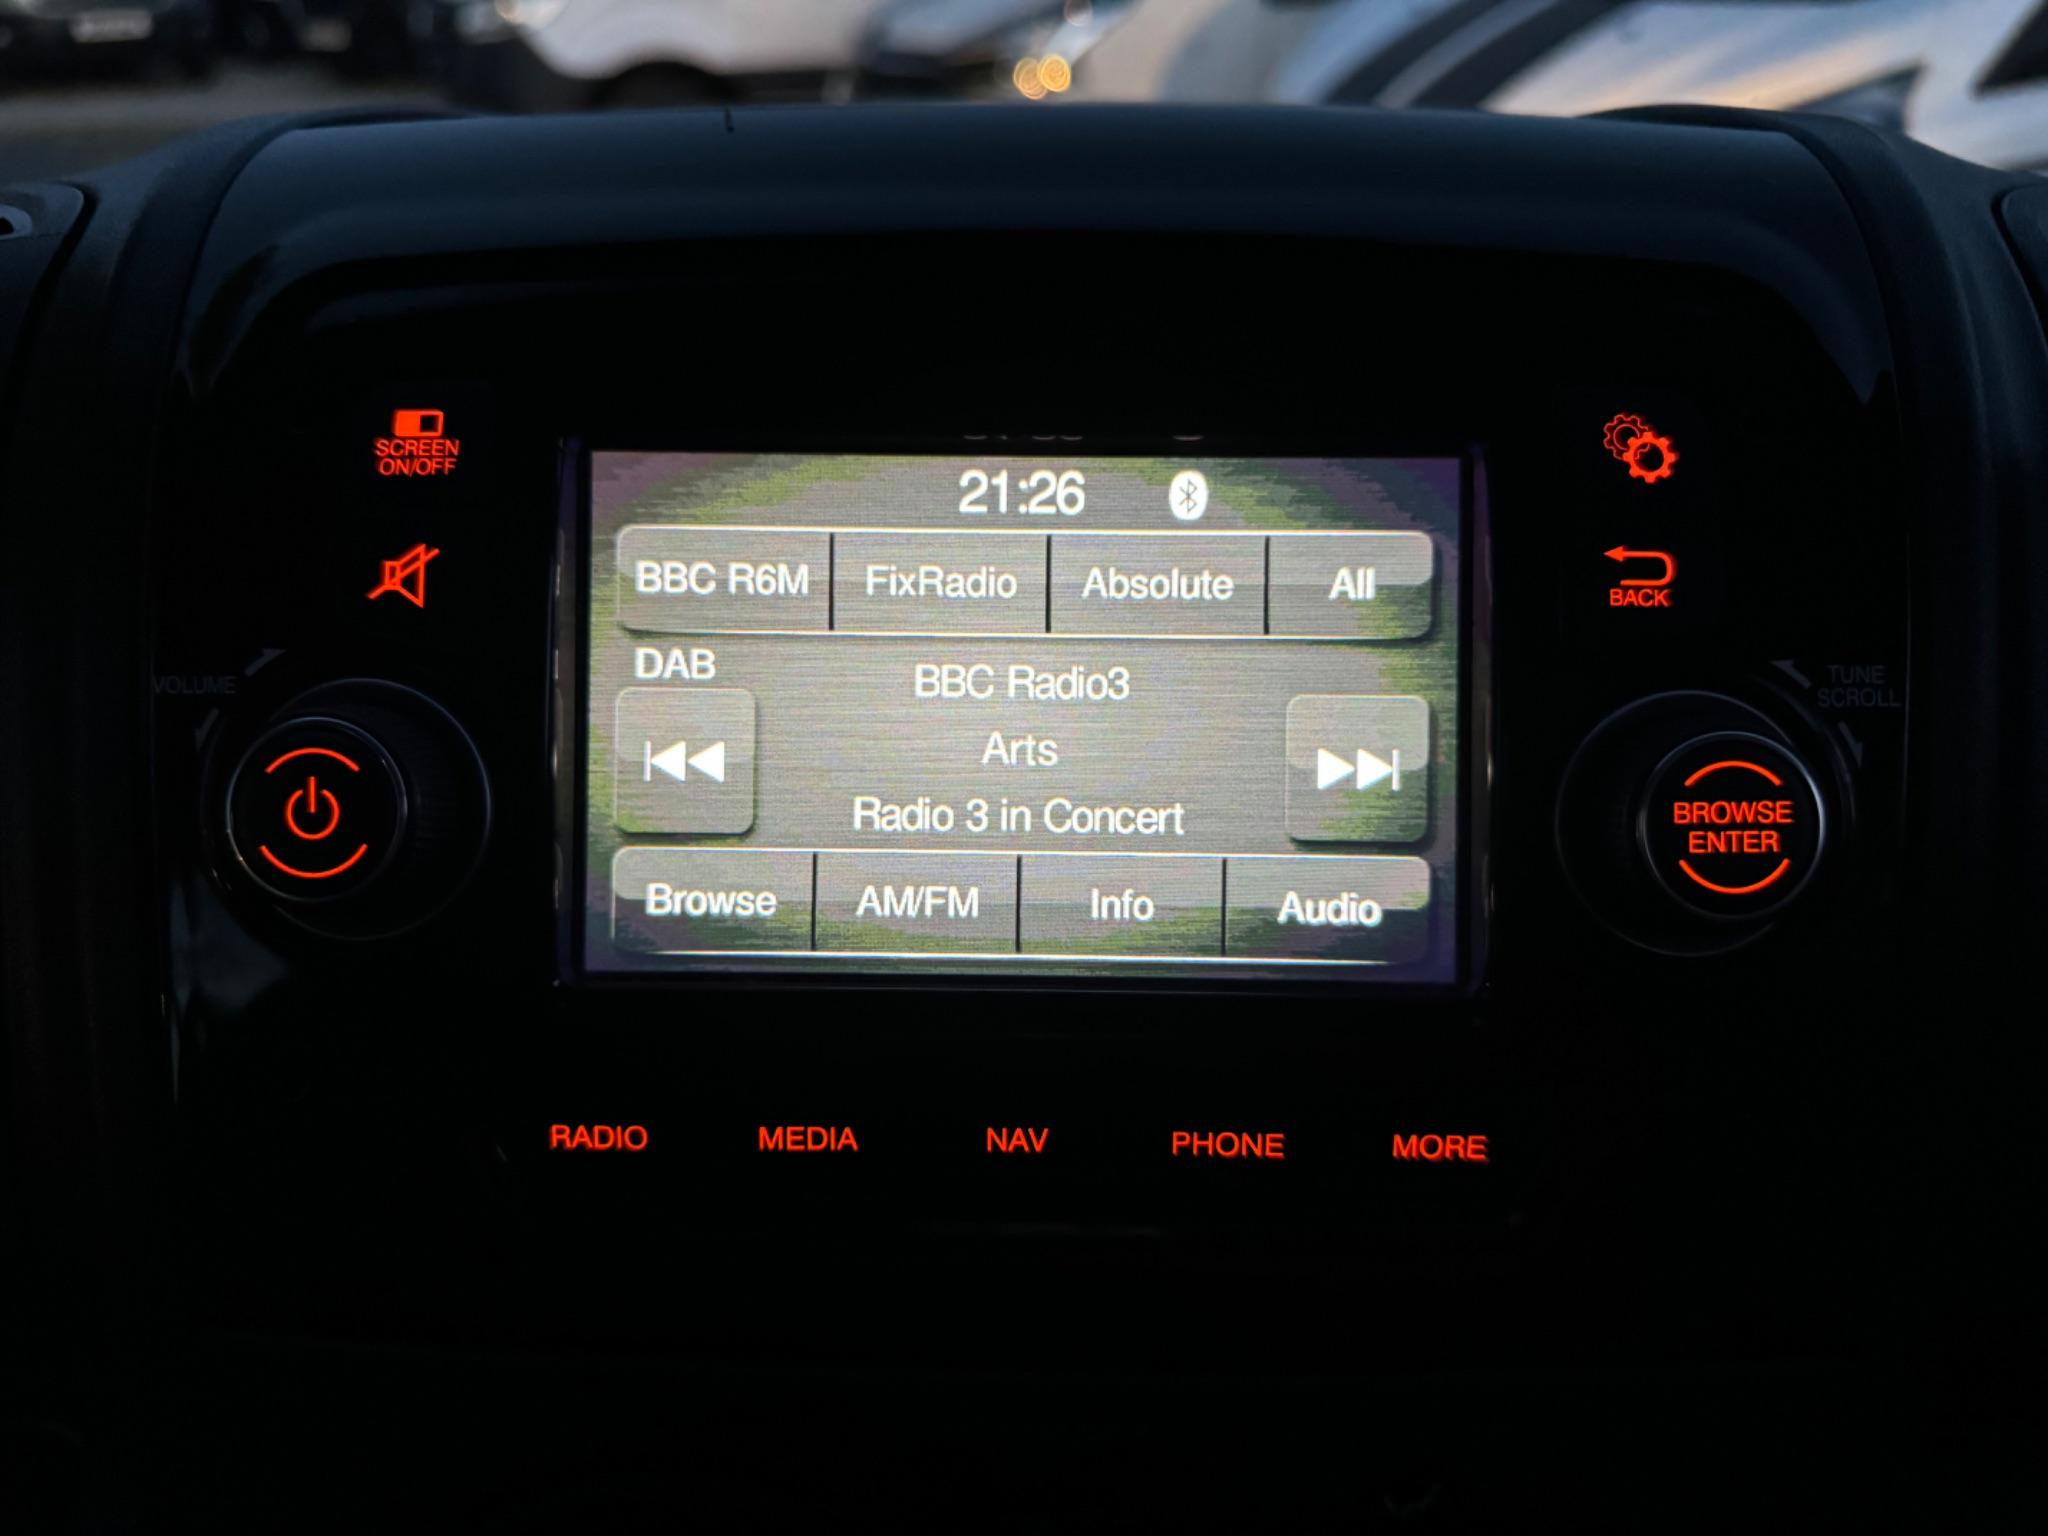 SCREEN
ON/OFF
21:26
BBC R6M FixRadio Absolute All
DAB
BBC Radio3
Arts
Radio 3 in Concert
Browse AM/FM Info Audio
BACK
VOLUME
TUNE
SCROLL
BROWSE
ENTER
RADIO MEDIA NAV PHONE MORE